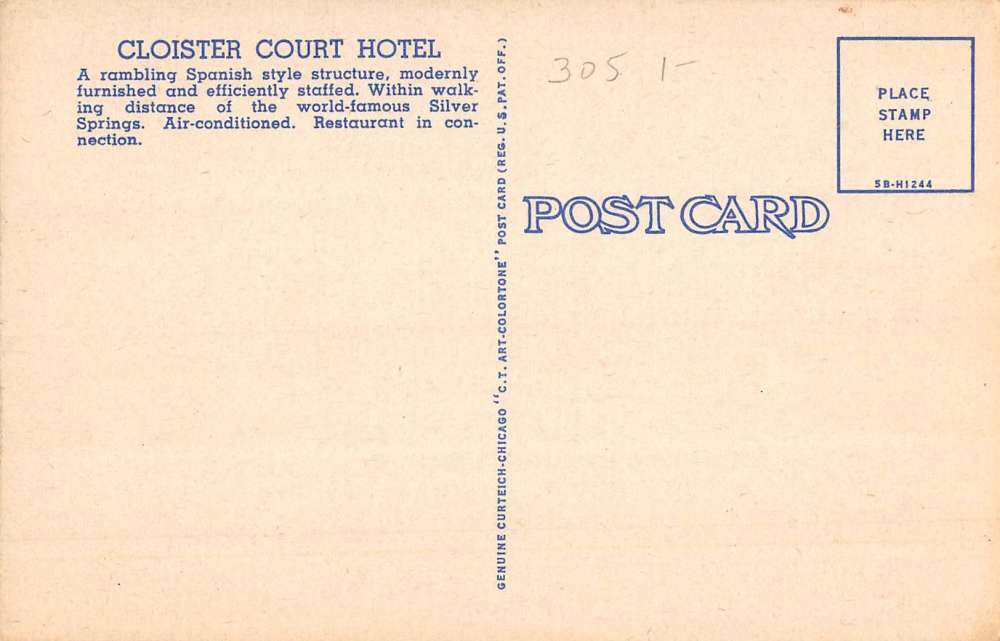 CLOISTER COURT HOTEL
A rambling Spanish style structure, modernly
furnished and efficiently staffed. Within walk-
ing distance of the world-famous Silver
Springs. Air-conditioned. Restaurant in con-
nection.
GENUINE CURTEICH-CHICAGO "C.T. ART-COLORTONE" POST CARD (REG. U.S. PAT. OFF.)
305 1-
PLACE
STAMP
HERE
5B-H1244
POST CARD